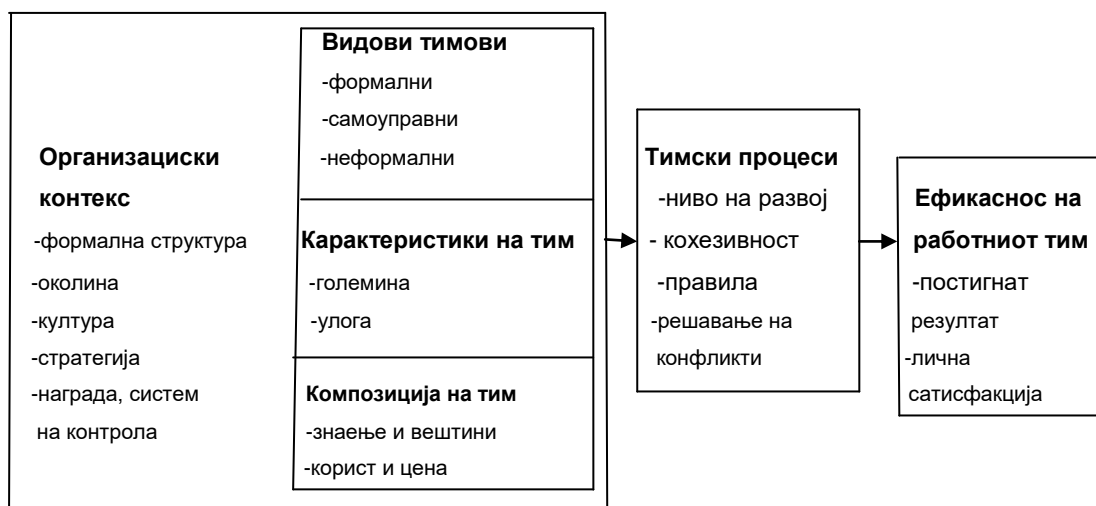 Организациски
контекс
-формална структура
-околина
-култура
-стратегија
-награда, систем
на контрола
Видови тимови
-формални
-самоуправни
-неформални
Карактеристики на тим
-големина
-улога
Композиција на тим
-знаење и вештини
-корист и цена
Тимски процеси
-ниво на развој
- кохезивност
-правила
-решавање на
конфликти
Ефикаснос на
работниот тим
-постигнат
резултат
-лична
сатисфакција